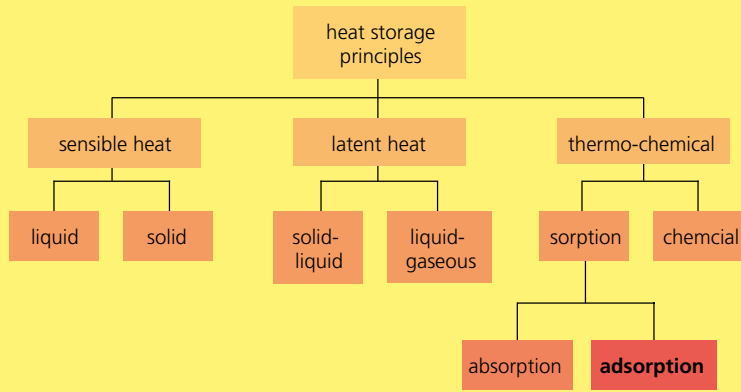 heat storage
principles
sensible heat
latent heat
thermo-chemical
liquid
solid
solid-
liquid
liquid-
gaseous
sorption
chemcial
absorption
adsorption